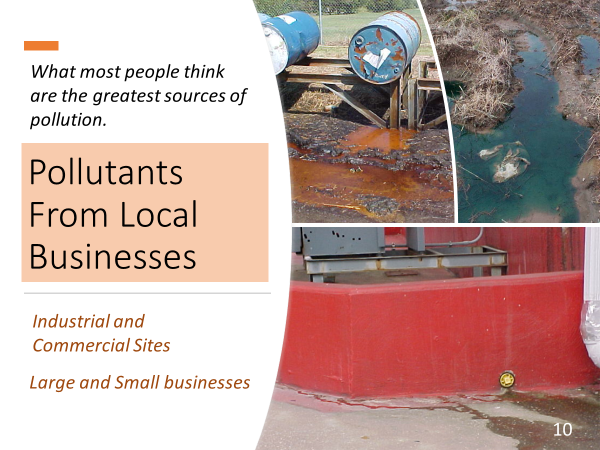 What most people think
are the greatest sources of
pollution.
Pollutants
From Local
Businesses
Industrial and
Commercial Sites
Large and Small businesses
10